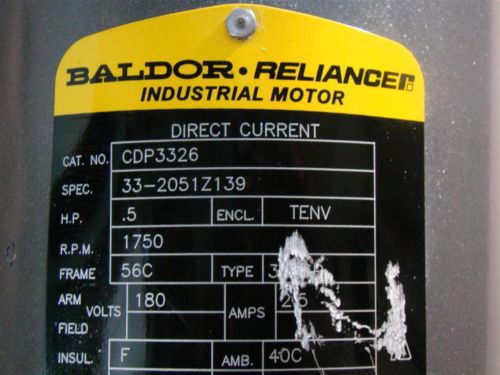 BALDOR • RELIANCE
INDUSTRIAL MOTOR
DIRECT CURRENT
CAT. NO. CDP3326
SPEC. 33-2051Z139
H.P. .5 ENCL. TENV
R.P.M. 1750
FRAME 56C TYPE
ARM VOLTS 180 AMPS
FIELD
INSUL. F AMB. 40C